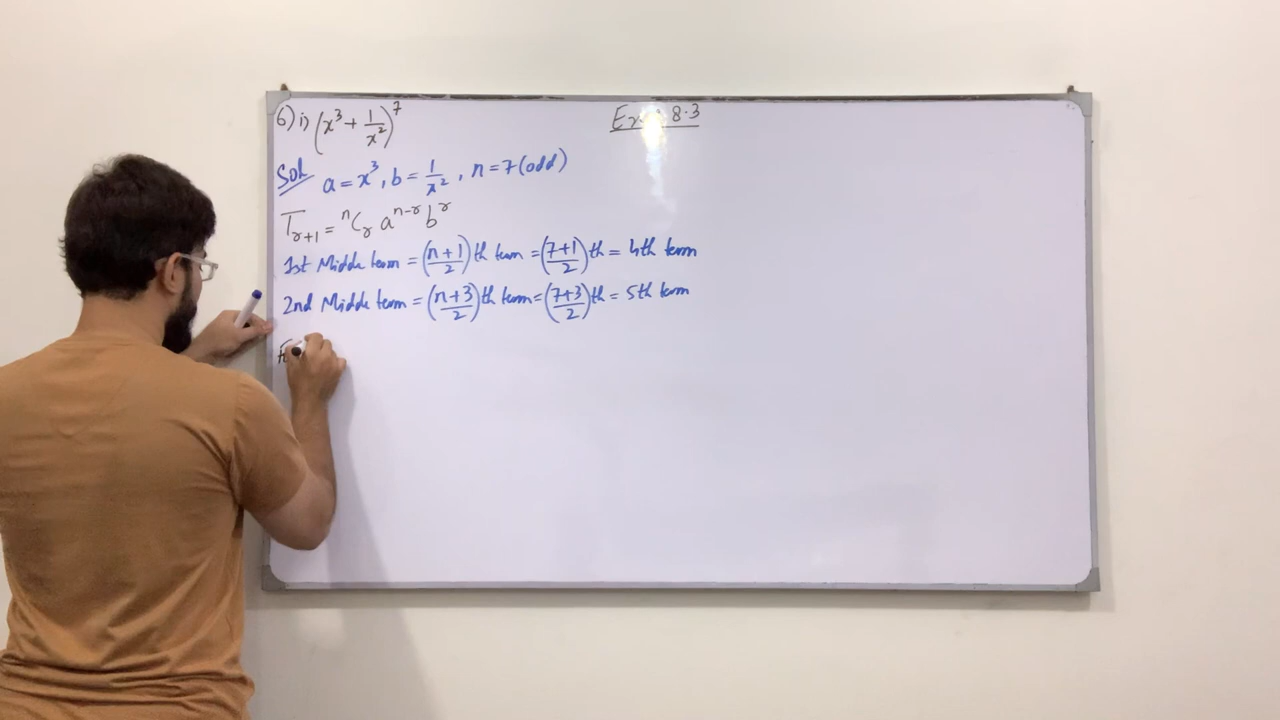 6) i) (x³ + 1/x²)⁷
8.3
Sol: a = x³, b = 1/x², n = 7 (odd)
Tᵣ₊₁ = ⁿCᵣ aⁿ⁻ʳ bʳ
1st Middle term = (n+1/2)th term = (7+1/2)th = 4th term
2nd Middle term = (n+3/2)th term = (7+3/2)th = 5th term